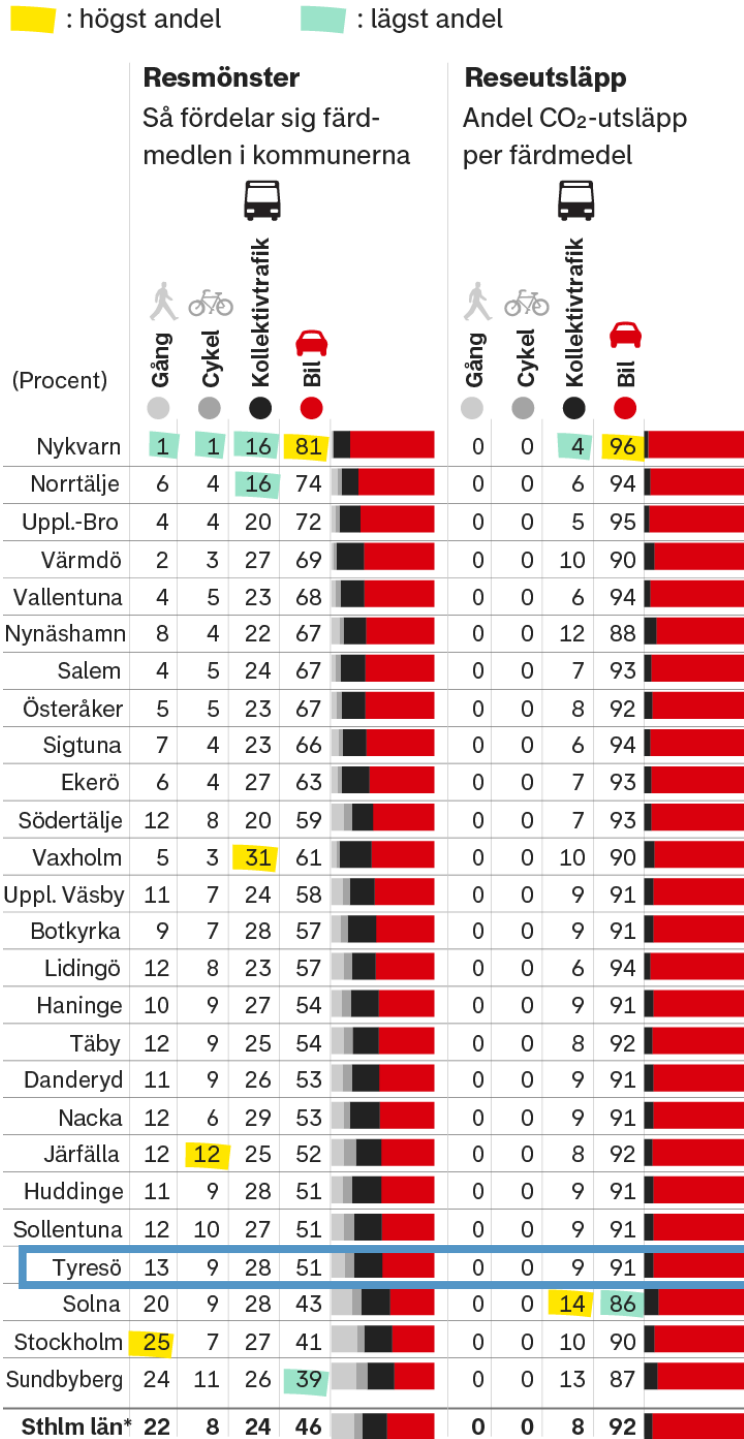 : högst andel : lägst andel
Resmönster Reseutsläpp
Så fördelar sig färd- Andel CO₂-utsläpp
medlen i kommunerna per färdmedel
(Procent) Gång Cykel Kollektivtrafik Bil Gång Cykel Kollektivtrafik Bil
Nykvarn 1 1 16 81 0 0 4 96
Norrtälje 6 4 16 74 0 0 6 94
Uppl.-Bro 4 4 20 72 0 0 5 95
Värmdö 2 3 27 69 0 0 10 90
Vallentuna 4 5 23 68 0 0 6 94
Nynäshamn 8 4 22 67 0 0 12 88
Salem 4 5 24 67 0 0 7 93
Österåker 5 5 23 67 0 0 8 92
Sigtuna 7 4 23 66 0 0 6 94
Ekerö 6 4 27 63 0 0 7 93
Södertälje 12 8 20 59 0 0 7 93
Vaxholm 5 3 31 61 0 0 10 90
Uppl. Väsby 11 7 24 58 0 0 9 91
Botkyrka 9 7 28 57 0 0 9 91
Lidingö 12 8 23 57 0 0 6 94
Haninge 10 9 27 54 0 0 9 91
Täby 12 9 25 54 0 0 8 92
Danderyd 11 9 26 53 0 0 9 91
Nacka 12 6 29 53 0 0 9 91
Järfälla 12 12 25 52 0 0 8 92
Huddinge 11 9 28 51 0 0 9 91
Sollentuna 12 10 27 51 0 0 9 91
Tyresö 13 9 28 51 0 0 9 91
Solna 20 9 28 43 0 0 14 86
Stockholm 25 7 27 41 0 0 10 90
Sundbyberg 24 11 26 39 0 0 13 87
Sthlm län* 22 8 24 46 0 0 8 92